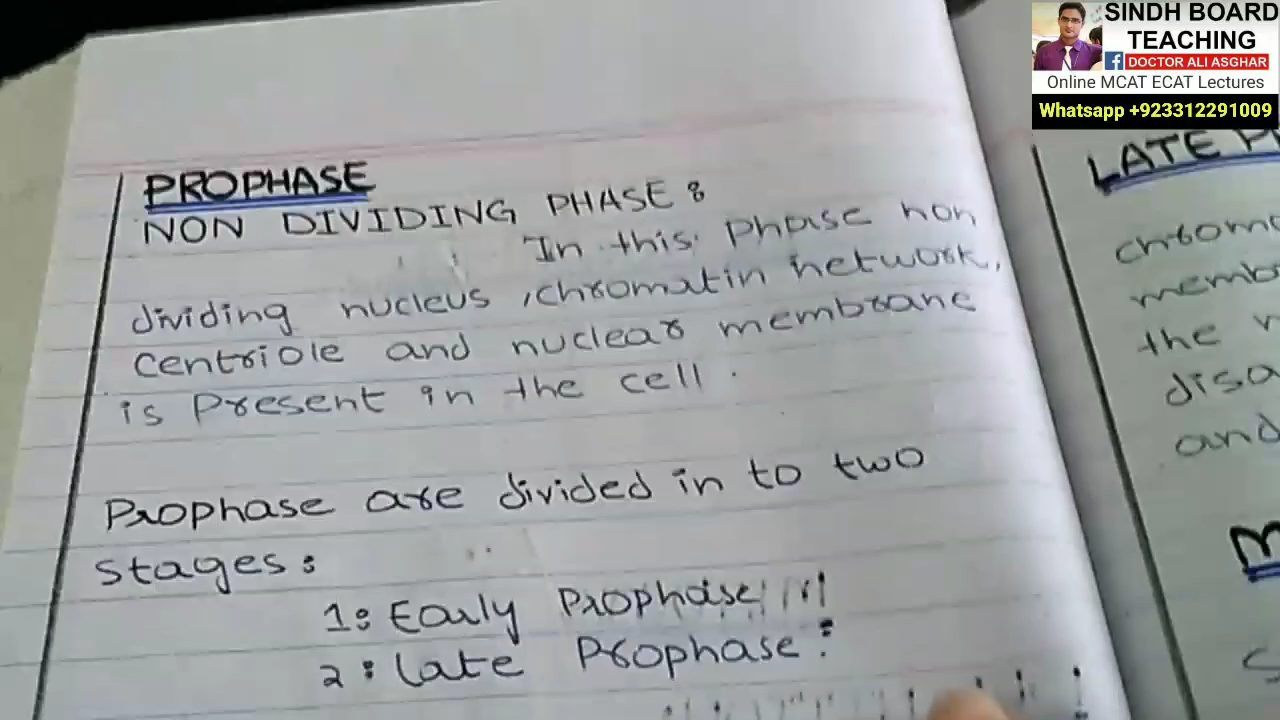 SINDH BOARD
TEACHING
DOCTOR ALI ASGHAR
Online MCAT ECAT Lectures
Whatsapp +923312291009
PROPHASE
NON DIVIDING PHASE:
In this phase non
dividing nucleus, chromatin network,
centriole and nuclear membrane
is present in the cell.
Prophase are divided in to two
stages:
1: Early Prophase
2: Late Prophase:
LATE P
chromo
memb
the
disa
and
M